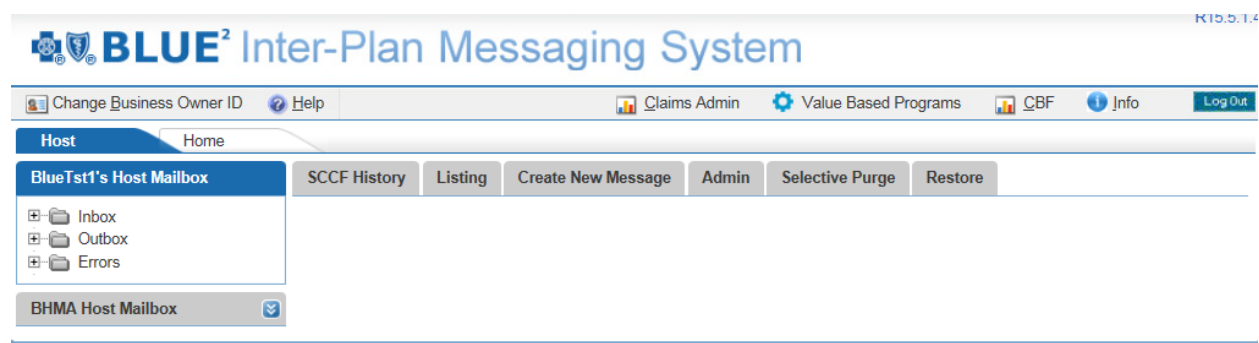 R15.5.1.4
BLUE² Inter-Plan Messaging System
Change Business Owner ID Help Claims Admin Value Based Programs CBF Info Log Out
Host Home
BlueTst1's Host Mailbox SCCF History Listing Create New Message Admin Selective Purge Restore
Inbox
Outbox
Errors
BHMA Host Mailbox